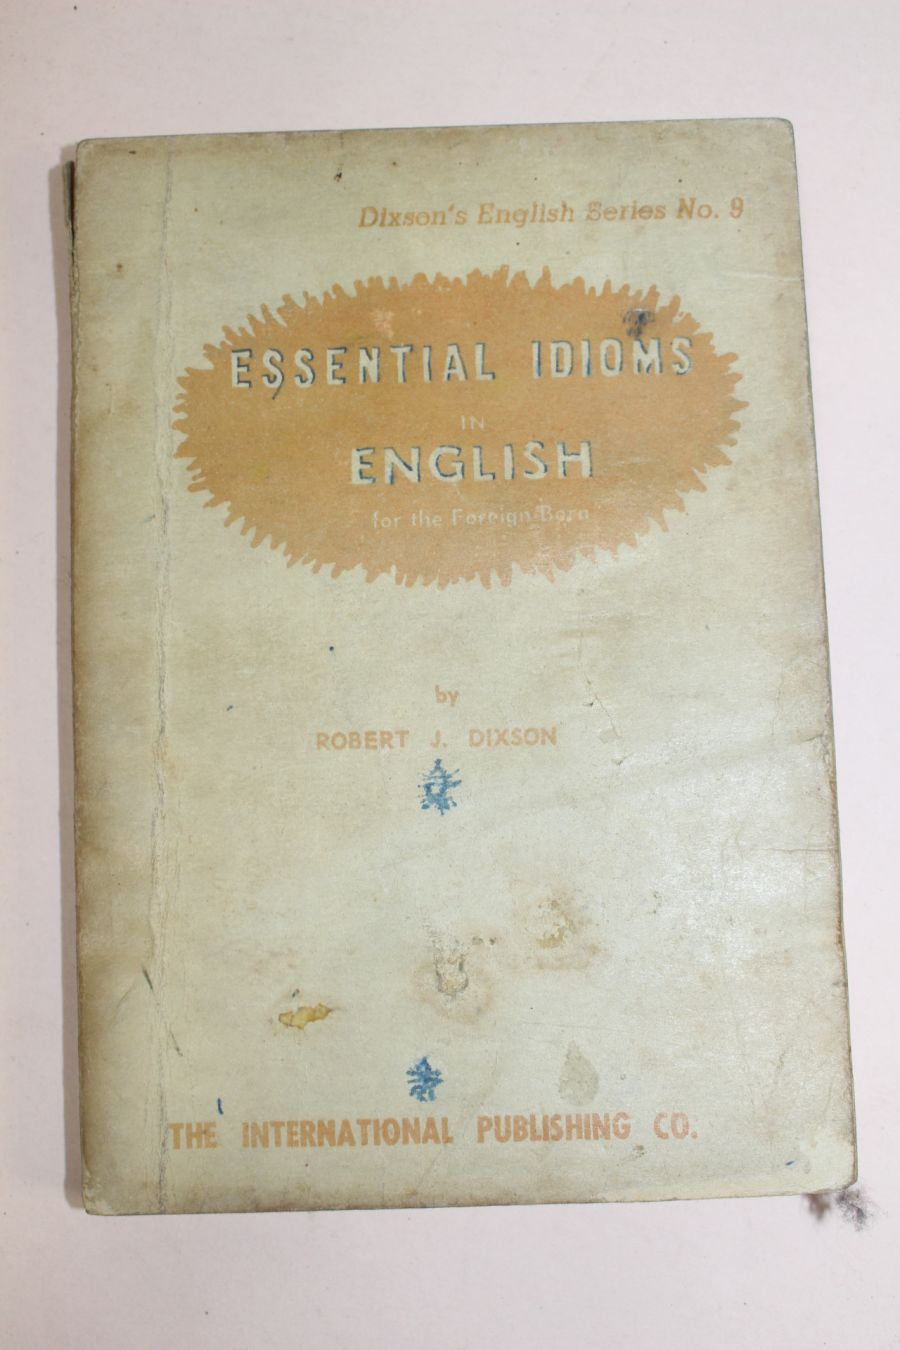 Dixson's English Series No. 9
ESSENTIAL IDIOMS
IN
ENGLISH
for the Foreign Born
by
ROBERT J. DIXSON
THE INTERNATIONAL PUBLISHING CO.